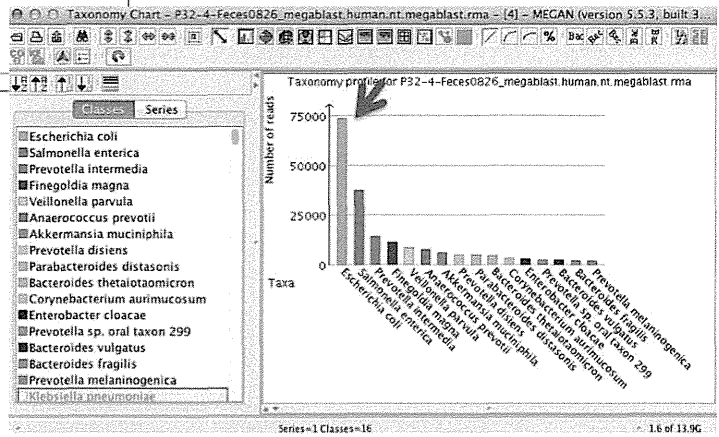 Taxonomy Chart - P32-4-Feces0826_megablast.human.nt.megablast.rma - [4] - MEGAN (version 5.5.3, built 3...
%
Classes Series
Escherichia coli
Salmonella enterica
Prevotella intermedia
Finegoldia magna
Veillonella parvula
Anaerococcus prevotii
Akkermansia muciniphila
Prevotella disiens
Parabacteroides distasonis
Bacteroides thetaiotaomicron
Corynebacterium aurimucosum
Enterobacter cloacae
Prevotella sp. oral taxon 299
Bacteroides vulgatus
Bacteroides fragilis
Prevotella melaninogenica
Klebsiella pneumoniae
Taxonomy profile for P32-4-Feces0826_megablast.human.nt.megablast.rma
Number of reads
75000
50000
25000
0
Taxa
Escherichia coli
Salmonella enterica
Prevotella intermedia
Finegoldia magna
Veillonella parvula
Anaerococcus prevotii
Akkermansia muciniphila
Prevotella disiens
Parabacteroides distasonis
Bacteroides thetaiotaomicron
Corynebacterium aurimucosum
Enterobacter cloacae
Prevotella sp. oral taxon 299
Bacteroides vulgatus
Bacteroides fragilis
Prevotella melaninogenica
Series=1 Classes=16
1.6 of 13.9G